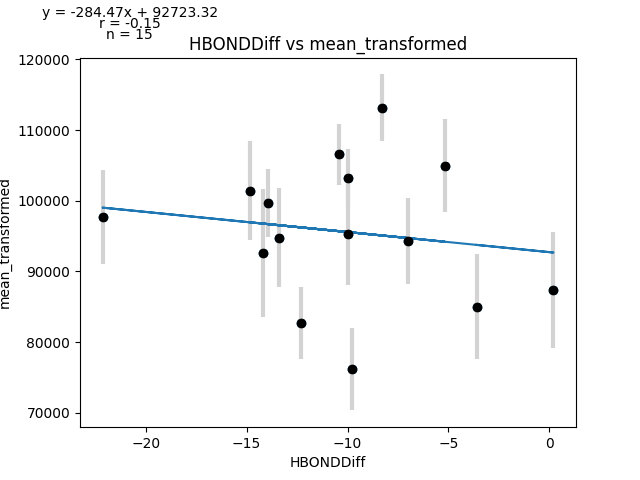 y = -284.47x + 92723.32
r = -0.15
n = 15
HBONDDiff vs mean_transformed
120000
110000
100000
90000
80000
70000
mean_transformed
−20
−15
−10
−5
0
HBONDDiff